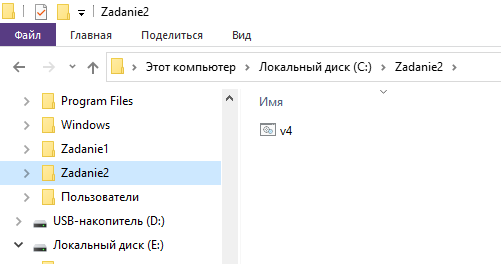 Zadanie2
Файл Главная Поделиться Вид
Этот компьютер Локальный диск (C:) Zadanie2
Имя
Program Files
Windows
Zadanie1
Zadanie2
Пользователи
USB-накопитель (D:)
Локальный диск (E:)
v4